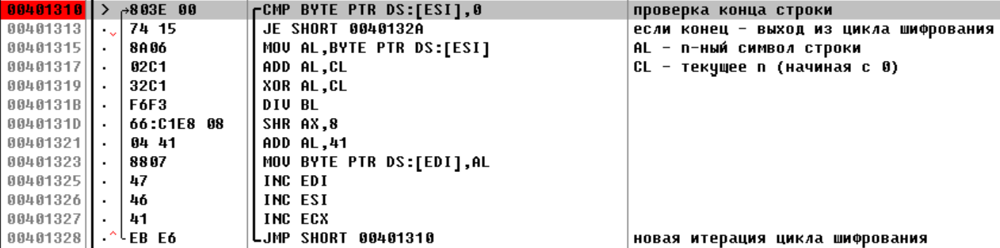 00401310 > 803E 00 CMP BYTE PTR DS:[ESI],0 проверка конца строки
00401313 . 74 15 JE SHORT 0040132A если конец - выход из цикла шифрования
00401315 . 8A06 MOV AL,BYTE PTR DS:[ESI] AL - n-ный символ строки
00401317 . 02C1 ADD AL,CL CL - текущее n (начиная с 0)
00401319 . 32C1 XOR AL,CL
0040131B . F6F3 DIV BL
0040131D . 66:C1E8 08 SHR AX,8
00401321 . 04 41 ADD AL,41
00401323 . 8807 MOV BYTE PTR DS:[EDI],AL
00401325 . 47 INC EDI
00401326 . 46 INC ESI
00401327 . 41 INC ECX
00401328 .^ EB E6 JMP SHORT 00401310 новая итерация цикла шифрования